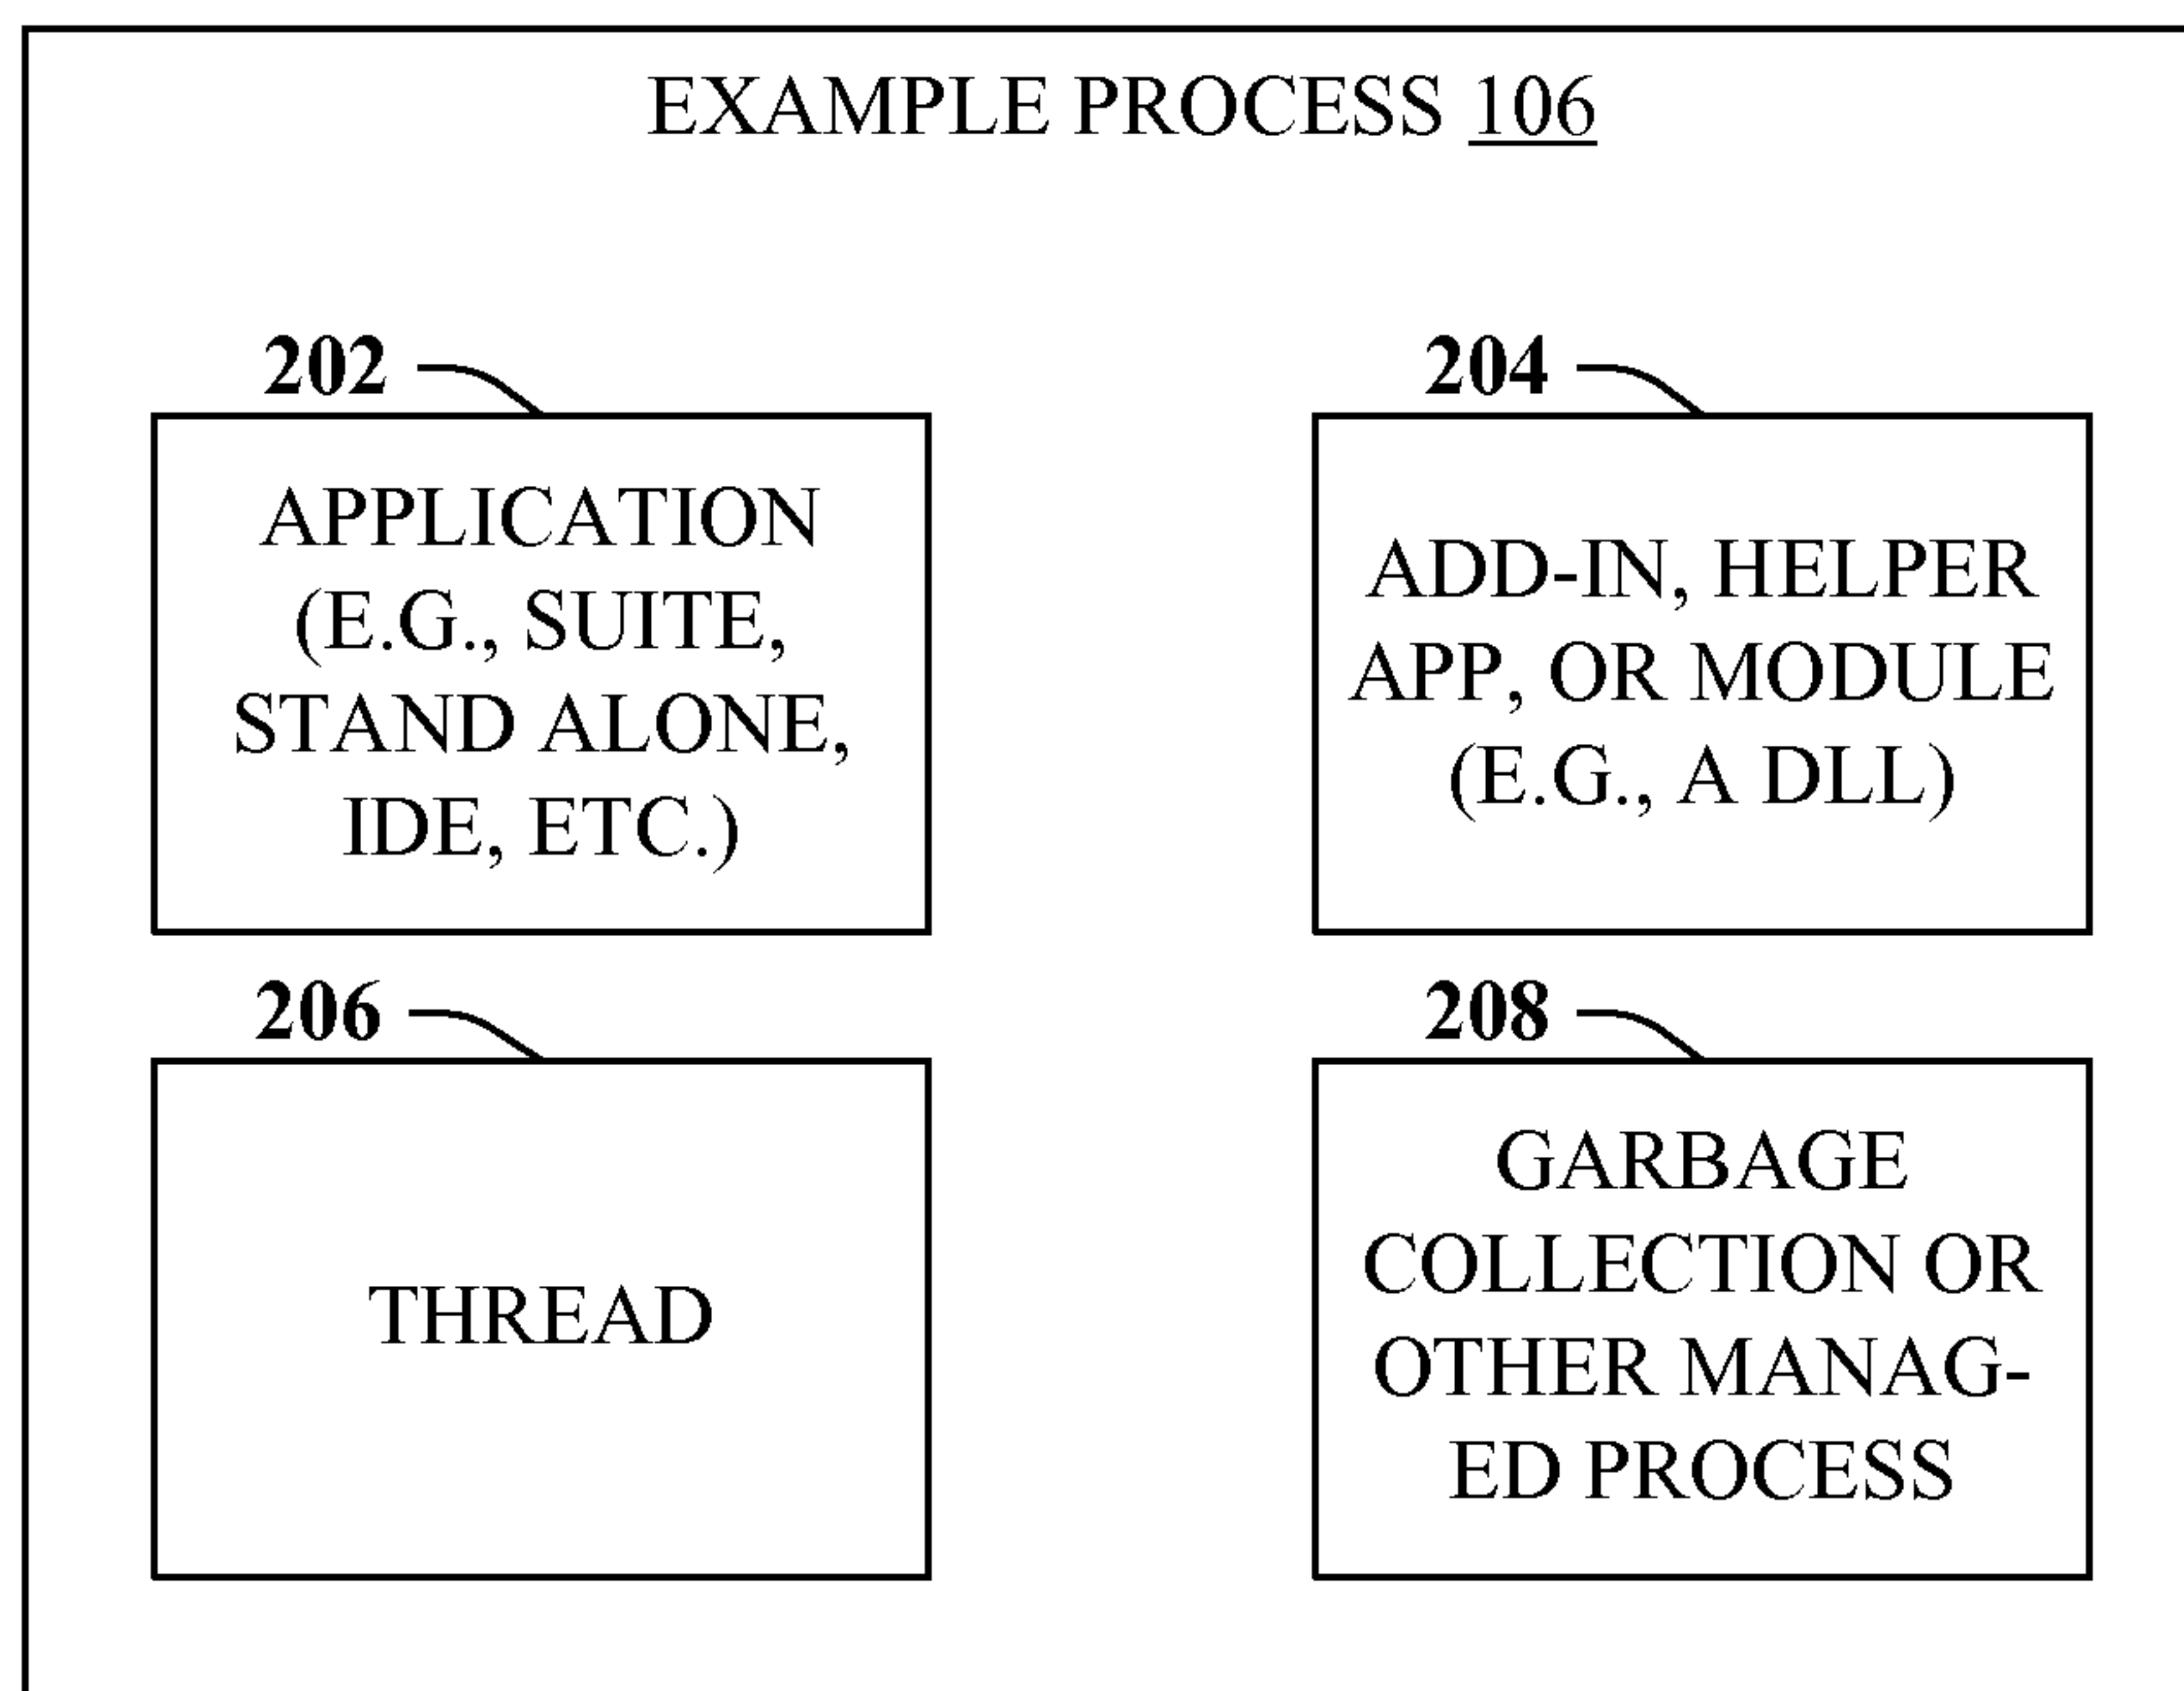 EXAMPLE PROCESS 106
202
APPLICATION
(E.G., SUITE,
STAND ALONE,
IDE, ETC.)
204
ADD-IN, HELPER
APP, OR MODULE
(E.G., A DLL)
206
THREAD
208
GARBAGE
COLLECTION OR
OTHER MANAG-
ED PROCESS